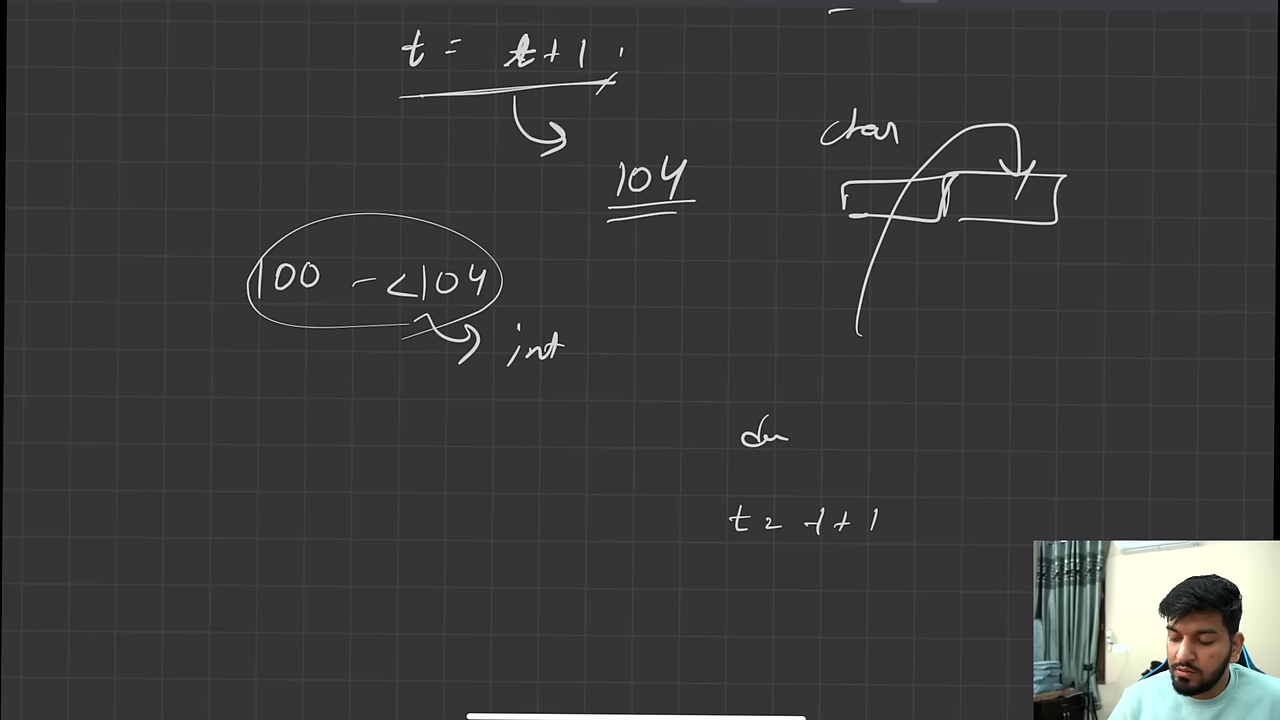 t = t+1 ;
char
104
100 - <104
int
t = t+1